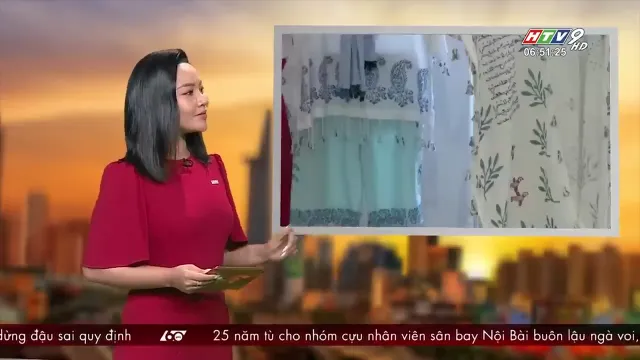 HTV9 HD
06:51:25
dừng đậu sai quy định
60
25 năm tù cho nhóm cựu nhân viên sân bay Nội Bài buôn lậu ngà voi,